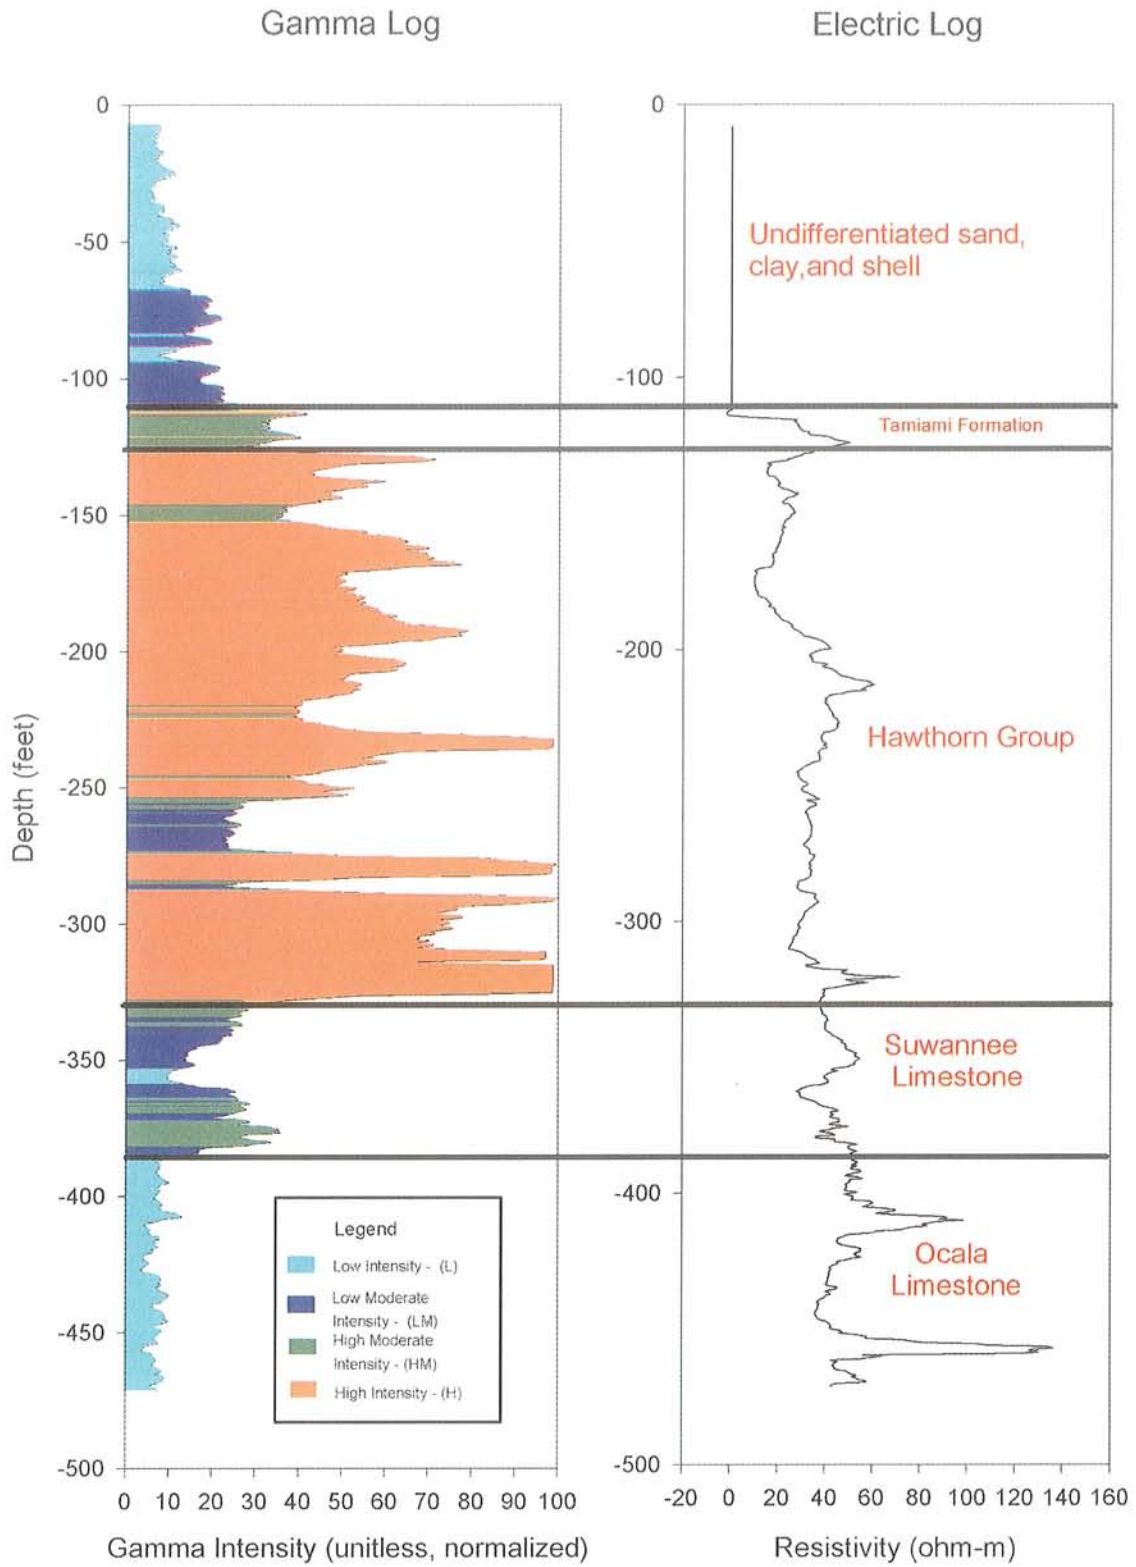 Gamma Log
Electric Log
0
-50
-100
-150
-200
-250
-300
-350
-400
-450
-500
Depth (feet)
0 10 20 30 40 50 60 70 80 90 100
Gamma Intensity (unitless, normalized)
Legend
Low Intensity - (L)
Low Moderate
Intensity - (LM)
High Moderate
Intensity - (HM)
High Intensity - (H)
0
-100
-200
-300
-400
-500
Undifferentiated sand,
clay,and shell
Tamiami Formation
Hawthorn Group
Suwannee
Limestone
Ocala
Limestone
-20 0 20 40 60 80 100 120 140 160
Resistivity (ohm-m)